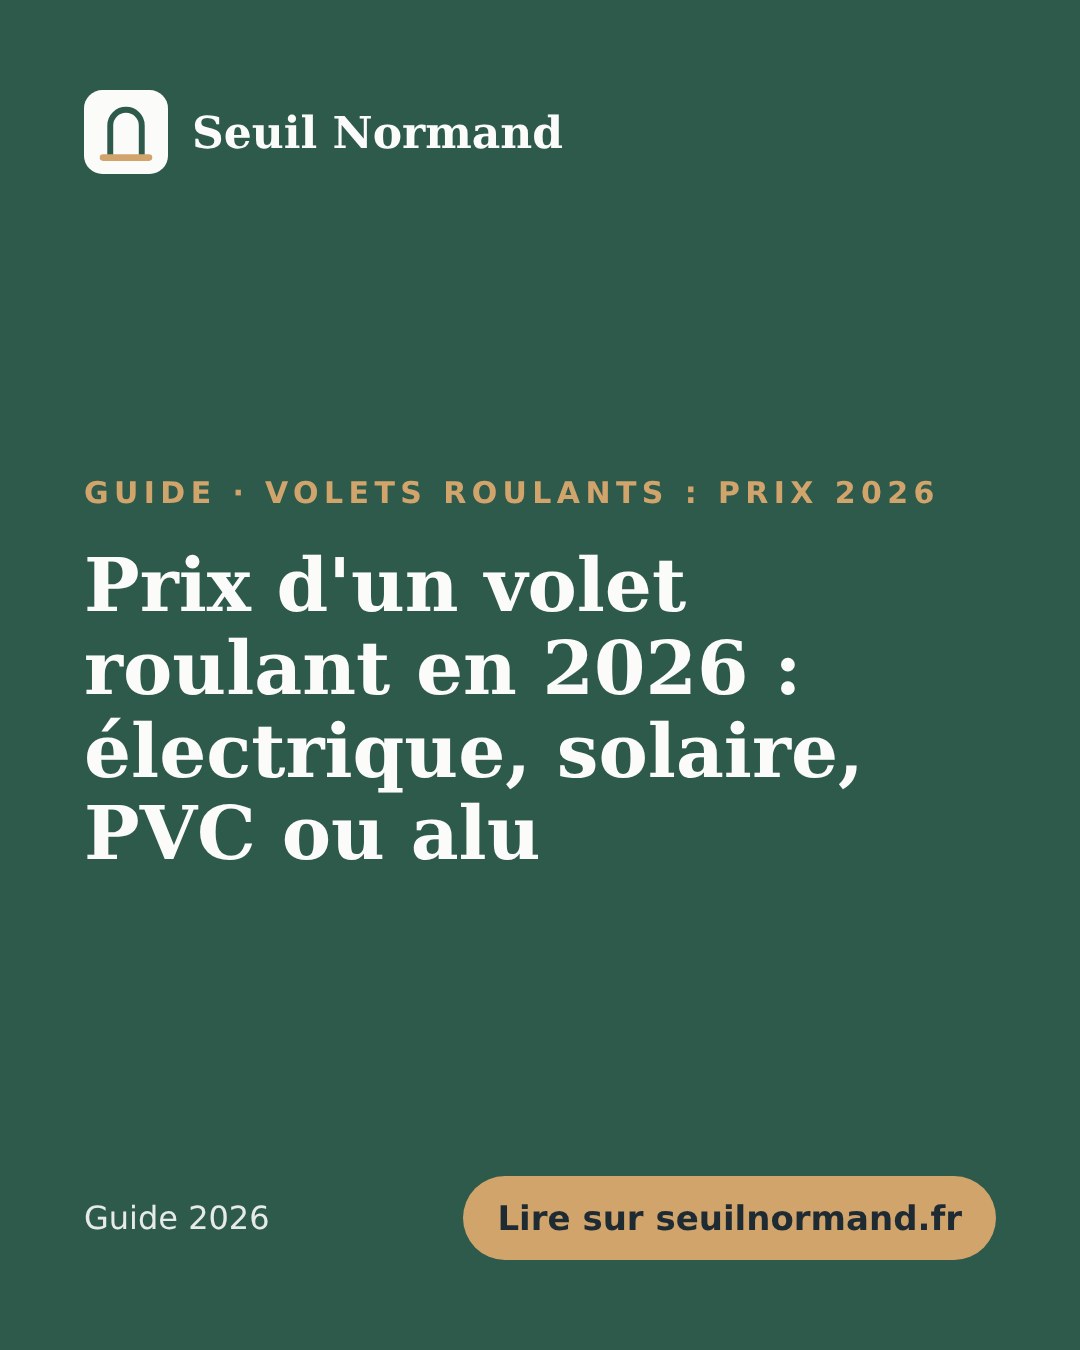 Seuil Normand
GUIDE · VOLETS ROULANTS : PRIX 2026
Prix d'un volet
roulant en 2026 :
électrique, solaire,
PVC ou alu
Guide 2026
Lire sur seuilnormand.fr